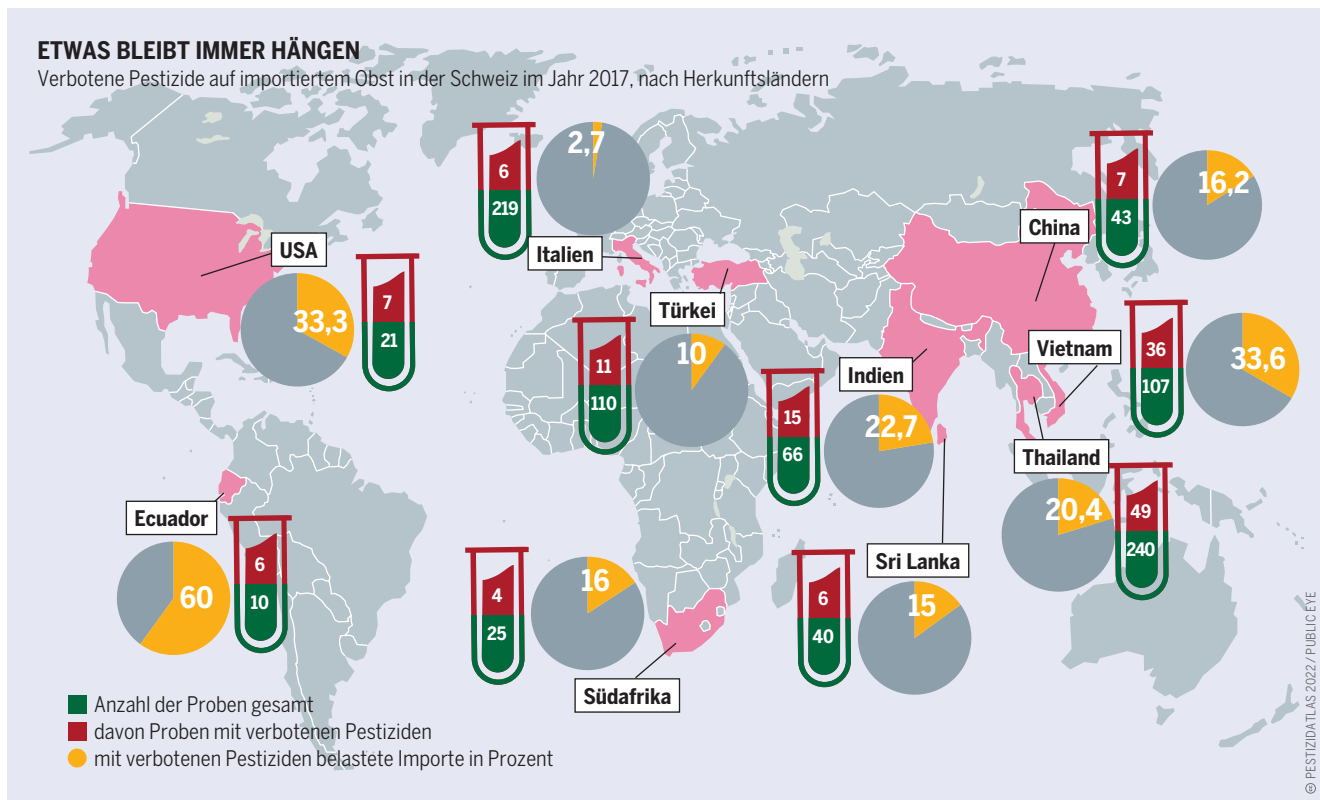 ETWAS BLEIBT IMMER HÄNGEN
Verbotene Pestizide auf importiertem Obst in der Schweiz im Jahr 2017, nach Herkunftsländern
USA
33,3
7
21
6
219
2,7
Italien
Türkei
11
110
10
China
7
43
16,2
Vietnam
36
107
33,6
Indien
15
66
22,7
Thailand
20,4
49
240
Ecuador
60
6
10
4
25
16
Südafrika
Sri Lanka
6
40
15
Anzahl der Proben gesamt
davon Proben mit verbotenen Pestiziden
mit verbotenen Pestiziden belastete Importe in Prozent
PESTIZIDATLAS 2022 / PUBLIC EYE